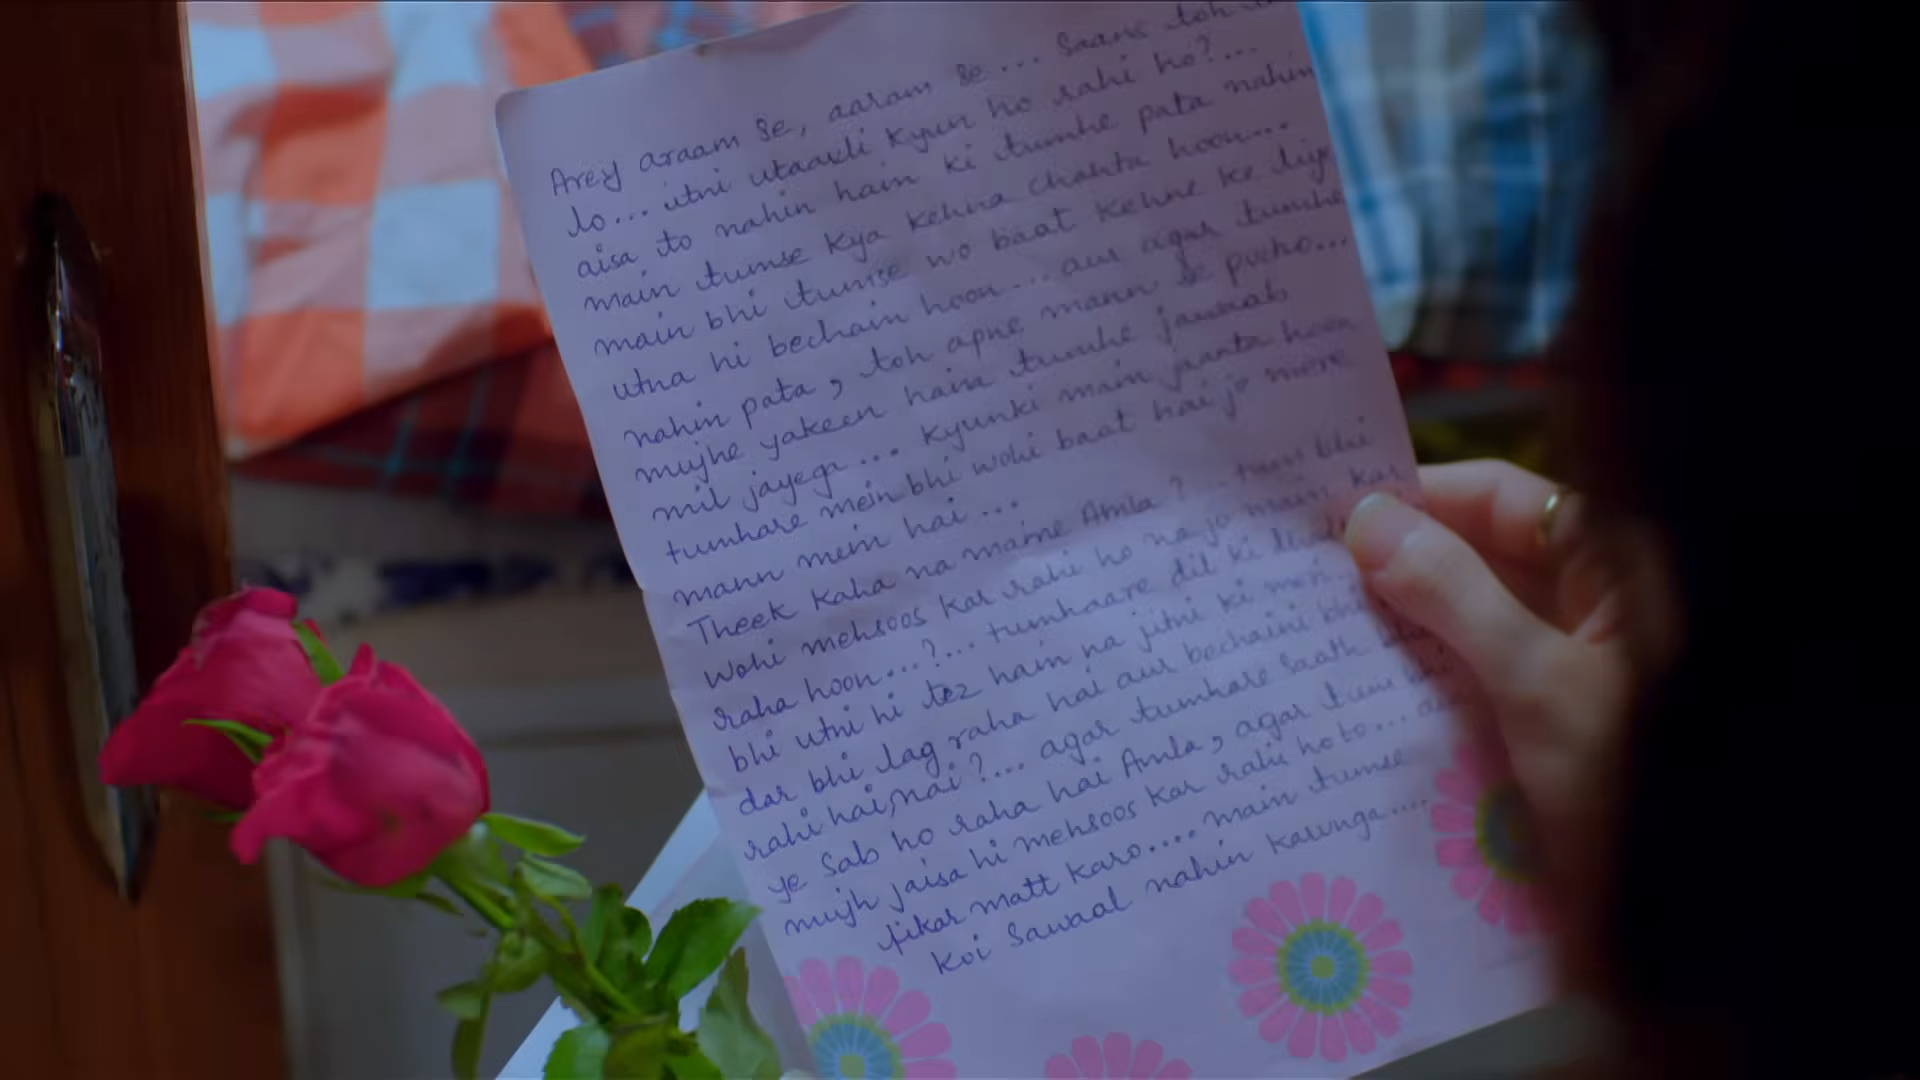 Arey araam se, aaram se... saans toh
lo... itni utaavli kyun ho rahi ho?...
aisa to nahin hain ki tumhe pata nahin
main tumse kya kehna chahta hoon...
main bhi tumse wo baat kehne ke liye
utna hi bechain hoon... aur agar tumhe
nahin pata, toh apne mann se pucho...
mujhe yakeen hain tumhe jawaab
mil jayega... kyunki main jaanta hoon
tumhare mein bhi wohi baat hai jo mere
mann mein hai...
Theek kaha na maine Amla? tum bhi
wohi mehsoos kar rahi ho na jo main kar
raha hoon...?... tumhaare dil ki
bhi utni hi tez hain na jitni ki meri
dar bhi lag raha hai aur bechaini bhi
rahi hai, nai?... agar tumhare saath bhi
ye sab ho raha hai Amla, agar tum bhi
mujh jaisa hi mehsoos kar rahi ho to...
fikar matt karo.... main tumse
koi sawaal nahin karunga....